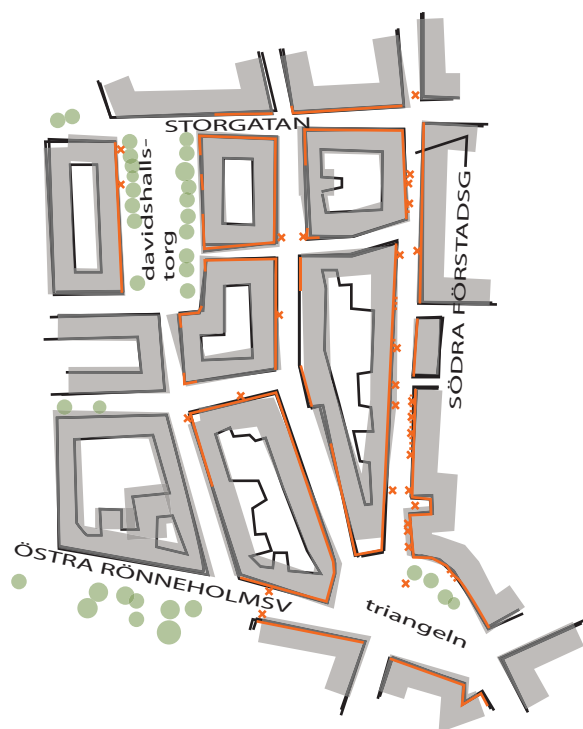 STORGATAN
davidshalls-
torg
SÖDRA FÖRSTADSG
ÖSTRA RÖNNEHOLMSV
triangeln